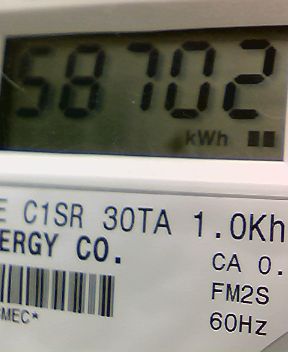 58702
kWh
E C1SR 30TA 1.0Kh
ERGY CO.
CA 0.
FM2S
MEC*
60Hz